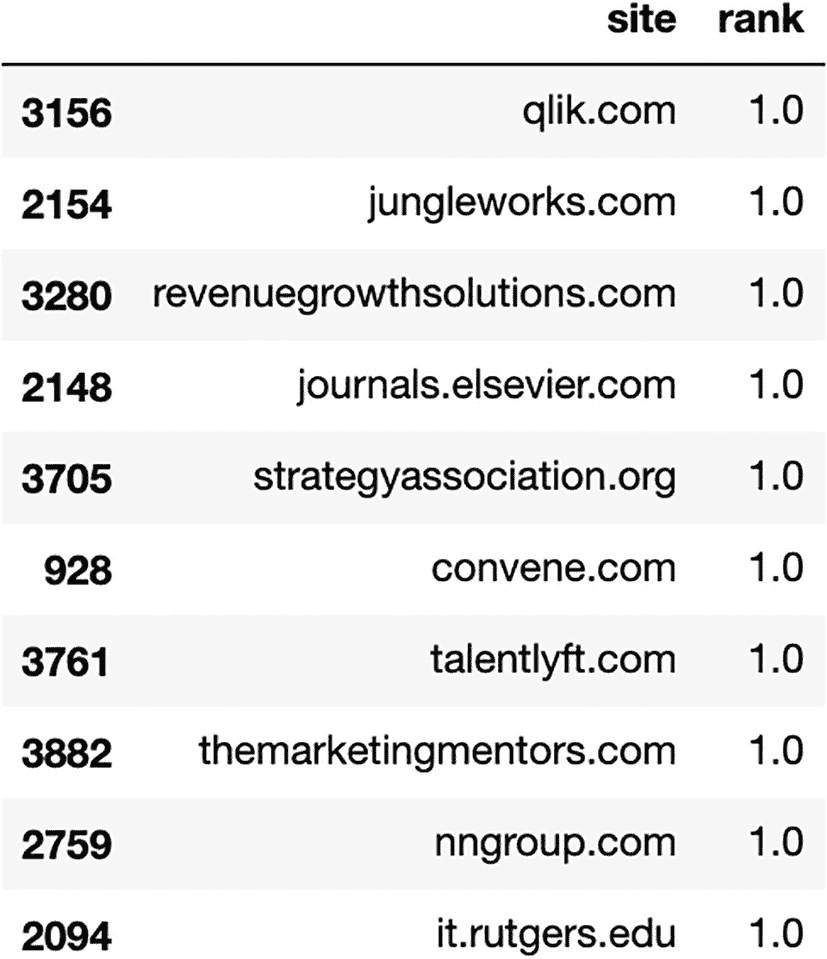 site rank
3156 qlik.com 1.0
2154 jungleworks.com 1.0
3280 revenuegrowthsolutions.com 1.0
2148 journals.elsevier.com 1.0
3705 strategyassociation.org 1.0
928 convene.com 1.0
3761 talentlyft.com 1.0
3882 themarketingmentors.com 1.0
2759 nngroup.com 1.0
2094 it.rutgers.edu 1.0